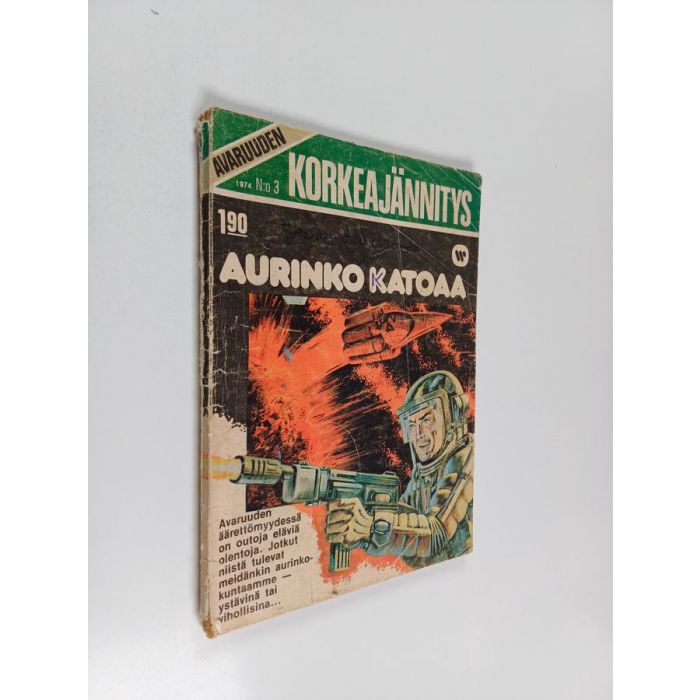 AVARUUDEN
1974 N:o 3
KORKEAJÄNNITYS
1,90
W
AURINKO KATOAA
Avaruuden
äärettömyydessä
on outoja eläviä
olentoja. Jotkut
niistä tulevat
meidänkin aurinko-
kuntaamme —
ystävinä tai
vihollisina...